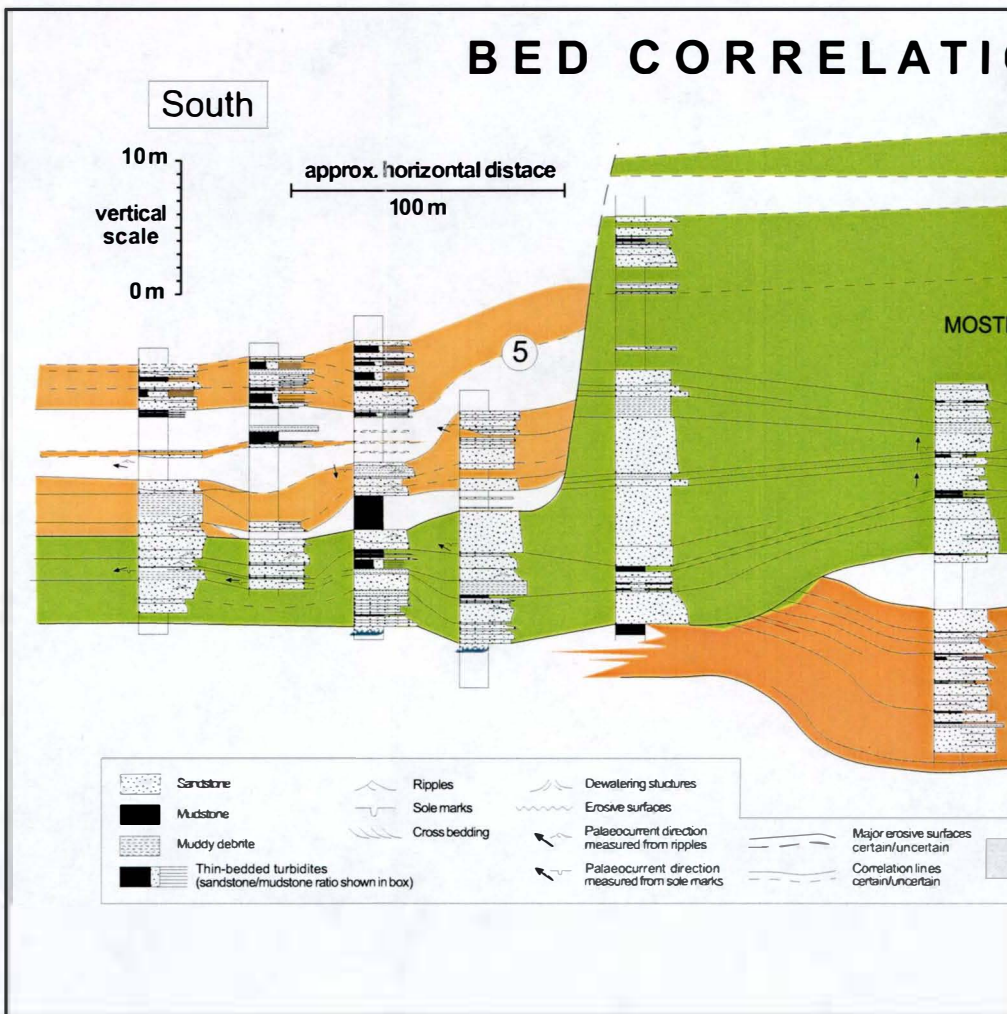 BED CORRELATI
South
10 m
vertical
scale
0 m
approx. horizontal distace
100 m
5
MOST
Sandstone
Mudstone
Muddy debrite
Thin-bedded turbidites
(sandstone/mudstone ratio shown in box)
Ripples
Sole marks
Cross bedding
Dewatering stuctures
Erosive surfaces
Palaeocurrent direction
measured from ripples
Palaeocurrent direction
measured from sole marks
Major erosive surfaces
certain/uncertain
Correlation lines
certain/uncertain